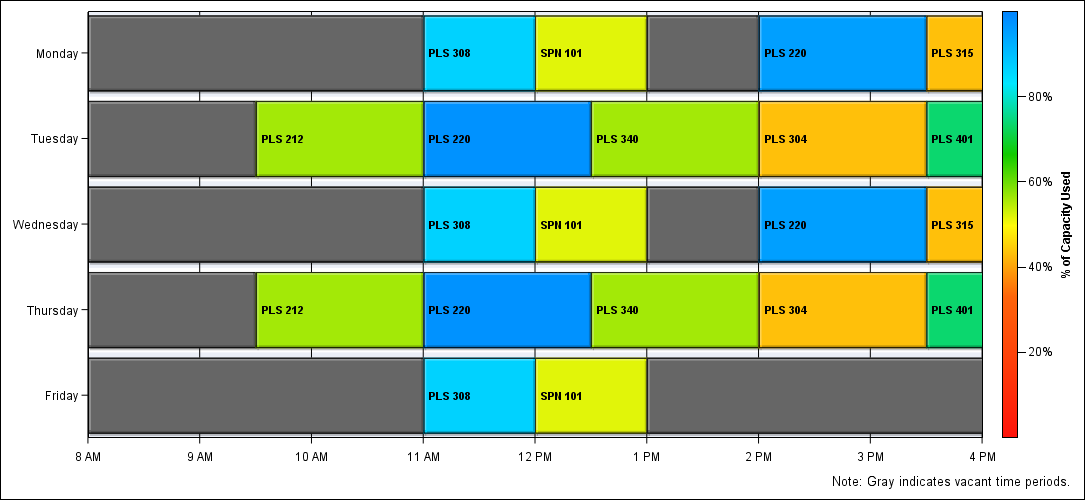 Monday PLS 308 SPN 101 PLS 220 PLS 315
80%
Tuesday PLS 212 PLS 220 PLS 340 PLS 304 PLS 401
60%
Wednesday PLS 308 SPN 101 PLS 220 PLS 315
% of Capacity Used
40%
Thursday PLS 212 PLS 220 PLS 340 PLS 304 PLS 401
20%
Friday PLS 308 SPN 101
8 AM 9 AM 10 AM 11 AM 12 PM 1 PM 2 PM 3 PM 4 PM
Note: Gray indicates vacant time periods.